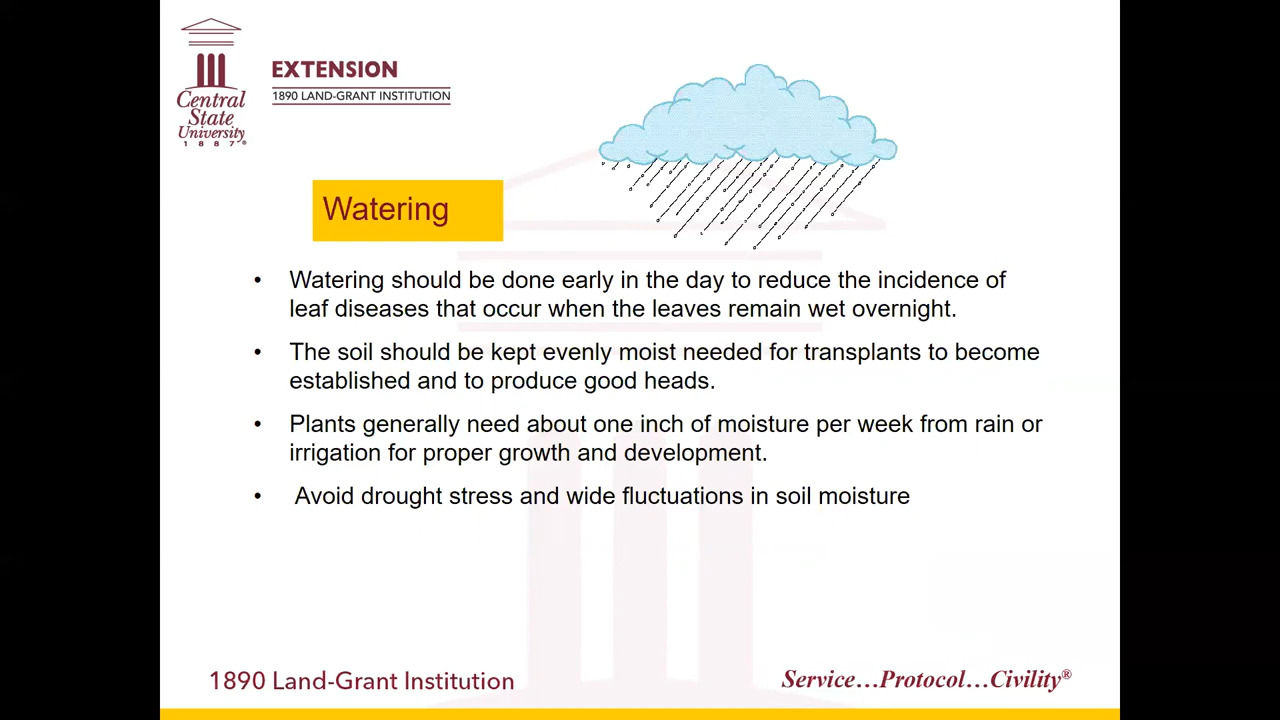 Central
State
University
1887®
EXTENSION
1890 LAND-GRANT INSTITUTION
Watering
• Watering should be done early in the day to reduce the incidence of
leaf diseases that occur when the leaves remain wet overnight.
• The soil should be kept evenly moist needed for transplants to become
established and to produce good heads.
• Plants generally need about one inch of moisture per week from rain or
irrigation for proper growth and development.
• Avoid drought stress and wide fluctuations in soil moisture
1890 Land-Grant Institution
Service…Protocol…Civility®